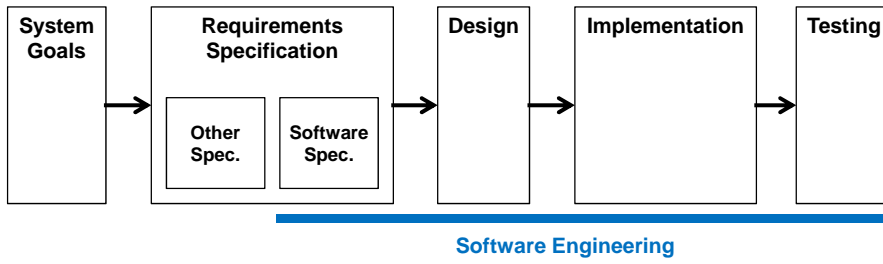 System
Goals
Requirements
Specification
Other
Spec.
Software
Spec.
Design
Implementation
Testing
Software Engineering